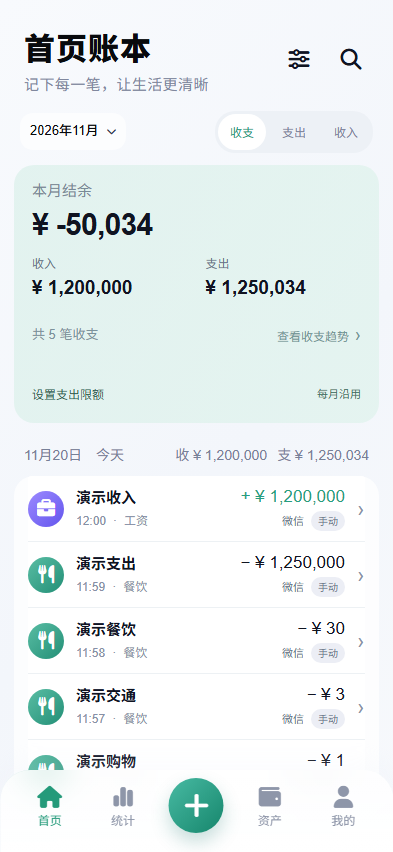 首页账本
记下每一笔，让生活更清晰
2026年11月
收支 支出 收入
本月结余
¥ -50,034
收入 支出
¥ 1,200,000 ¥ 1,250,034
共 5 笔收支 查看收支趋势 ›
设置支出限额 每月沿用
11月20日 今天 收 ¥ 1,200,000 支 ¥ 1,250,034
演示收入 + ¥ 1,200,000
12:00 · 工资 微信 手动
演示支出 − ¥ 1,250,000
11:59 · 餐饮 微信 手动
演示餐饮 − ¥ 30
11:58 · 餐饮 微信 手动
演示交通 − ¥ 3
11:57 · 餐饮 微信 手动
演示购物 − ¥ 1
首页 统计 资产 我的